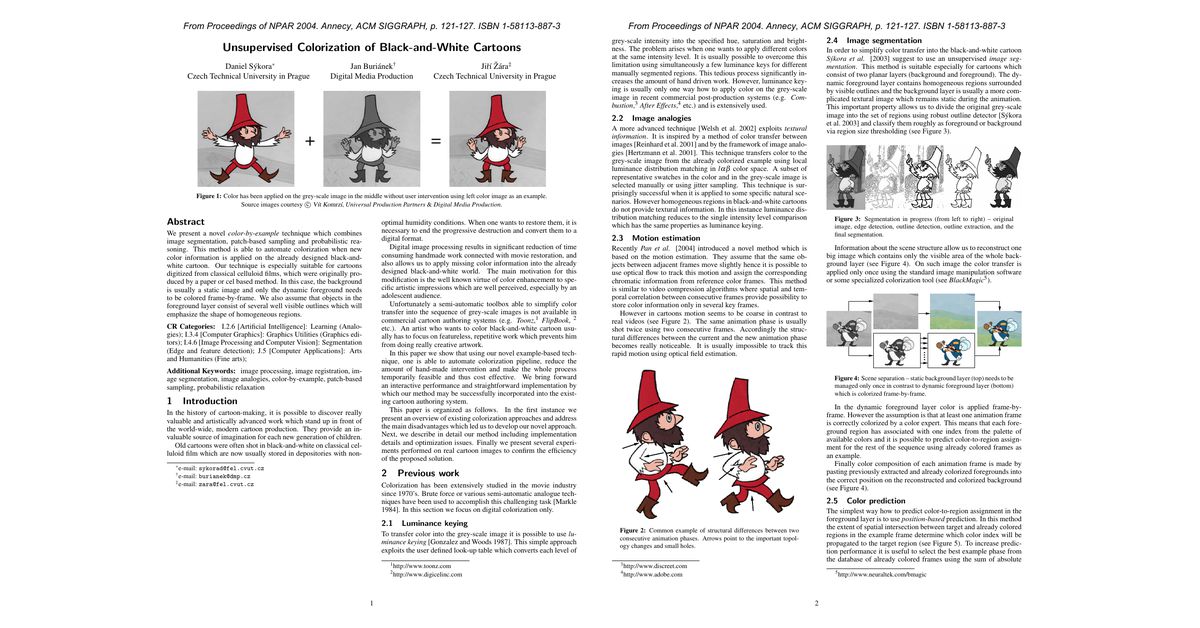 From Proceedings of NPAR 2004. Annecy, ACM SIGGRAPH, p. 121-127. ISBN 1-58113-887-3
Unsupervised Colorization of Black-and-White Cartoons
Daniel Sýkora*
Czech Technical University in Prague
Jan Buriánek†
Digital Media Production
Jiří Žára‡
Czech Technical University in Prague
+
=
Figure 1: Color has been applied on the grey-scale image in the middle without user intervention using left color image as an example.
Source images courtesy © Vít Komrzí, Universal Production Partners & Digital Media Production.
Abstract
We present a novel color-by-example technique which combines
image segmentation, patch-based sampling and probabilistic rea-
soning. This method is able to automate colorization when new
color information is applied on the already designed black-and-
white cartoon. Our technique is especially suitable for cartoons
digitized from classical celluloid films, which were originally pro-
duced by a paper or cel based method. In this case, the background
is usually a static image and only the dynamic foreground needs
to be colored frame-by-frame. We also assume that objects in the
foreground layer consist of several well visible outlines which will
emphasize the shape of homogeneous regions.
CR Categories: I.2.6 [Artificial Intelligence]: Learning (Analo-
gies); I.3.4 [Computer Graphics]: Graphics Utilities (Graphics edi-
tors); I.4.6 [Image Processing and Computer Vision]: Segmentation
(Edge and feature detection); J.5 [Computer Applications]: Arts
and Humanities (Fine arts);
Additional Keywords: image processing, image registration, im-
age segmentation, image analogies, color-by-example, patch-based
sampling, probabilistic relaxation
1 Introduction
In the history of cartoon-making, it is possible to discover really
valuable and artistically advanced work which stand up in front
of the world-wide, modern cartoon production. They provide an in-
valuable source of imagination for each new generation of children.
Old cartoons were often shot in black-and-white on classical cel-
luloid film which are now usually stored in depositories with non-
*e-mail: sykorad@fel.cvut.cz
†e-mail: burianek@dmp.cz
‡e-mail: zara@fel.cvut.cz
optimal humidity conditions. When one wants to restore them, it is
necessary to end the progressive destruction and convert them to a
digital format.
Digital image processing results in significant reduction of time
consuming handmade work connected with movie restoration, and
also allows us to apply missing color information into the already
designed black-and-white world. The main motivation for this
modification is the well known virtue of color enhancement to spe-
cific artistic impressions which are well perceived, especially by an
adolescent audience.
Unfortunately a semi-automatic toolbox able to simplify color
transfer into the sequence of grey-scale images is not available in
commercial cartoon authoring systems (e.g. Toonz,1 FlipBook, 2
etc.). An artist who wants to color black-and-white cartoon usu-
ally has to focus on featureless, repetitive work which prevents him
from doing really creative artwork.
In this paper we show that using our novel example-based tech-
nique, one is able to automate colorization pipeline, reduce the
amount of hand-made intervention and make the whole process
temporarily feasible and thus cost effective. We bring forward
an interactive performance and straightforward implementation by
which our method may be successfully incorporated into the exist-
ing cartoon authoring system.
This paper is organized as follows. In the first instance we
present an overview of existing colorization approaches and address
the main disadvantages which led us to develop our novel approach.
Next, we describe in detail our method including implementation
details and optimization issues. Finally we present several experi-
ments performed on real cartoon images to confirm the efficiency
of the proposed solution.
2 Previous work
Colorization has been extensively studied in the movie industry
since 1970's. Brute force or various semi-automatic analogue tech-
niques have been used to accomplish this challenging task [Markle
1984]. In this section we focus on digital colorization only.
2.1 Luminance keying
To transfer color into the grey-scale image it is possible to use lu-
minance keying [Gonzalez and Woods 1987]. This simple approach
exploits the user defined look-up table which converts each level of
1http://www.toonz.com
2http://www.digicelinc.com
1
From Proceedings of NPAR 2004. Annecy, ACM SIGGRAPH, p. 121-127. ISBN 1-58113-887-3
grey-scale intensity into the specified hue, saturation and bright-
ness. The problem arises when one wants to apply different colors
at the same intensity level. It is usually possible to overcome this
limitation using simultaneously a few luminance keys for different
manually segmented regions. This tedious process significantly in-
creases the amount of hand driven work. However, luminance key-
ing is usually only one way how to apply color on the grey-scale
image in recent commercial post-production systems (e.g. Com-
bustion,3 After Effects,4 etc.) and is extensively used.
2.2 Image analogies
A more advanced technique [Welsh et al. 2002] exploits textural
information. It is inspired by a method of color transfer between
images [Reinhard et al. 2001] and by the framework of image analo-
gies [Hertzmann et al. 2001]. This technique transfers color to the
grey-scale image from the already colorized example using local
luminance distribution matching in lαβ color space. A subset of
representative swatches in the color and in the grey-scale image is
selected manually or using jitter sampling. This technique is sur-
prisingly successful when it is applied to some specific natural sce-
narios. However homogeneous regions in black-and-white cartoons
do not provide textural information. In this instance luminance dis-
tribution matching reduces to the single intensity level comparison
which has the same properties as luminance keying.
2.3 Motion estimation
Recently Pan et al. [2004] introduced a novel method which is
based on the motion estimation. They assume that the same ob-
jects between adjacent frames move slightly hence it is possible to
use optical flow to track this motion and assign the corresponding
chromatic information from reference color frames. This method
is similar to video compression algorithms where spatial and tem-
poral correlation between consecutive frames provide possibility to
store color information only in several key frames.
However in cartoons motion seems to be coarse in contrast to
real videos (see Figure 2). The same animation phase is usually
shot twice using two consecutive frames. Accordingly the struc-
tural differences between the current and the new animation phase
becomes really noticeable. It is usually impossible to track this
rapid motion using optical field estimation.
Figure 2: Common example of structural differences between two
consecutive animation phases. Arrows point to the important topol-
ogy changes and small holes.
3http://www.discreet.com
4http://www.adobe.com
2.4 Image segmentation
In order to simplify color transfer into the black-and-white cartoon
Sýkora et al. [2003] suggest to use an unsupervised image seg-
mentation. This method is suitable especially for cartoons which
consist of two planar layers (background and foreground). The dy-
namic foreground layer contains homogeneous regions surrounded
by visible outlines and the background layer is usually a more com-
plicated textural image which remains static during the animation.
This important property allows us to divide the original grey-scale
image into the set of regions using robust outline detector [Sýkora
et al. 2003] and classify them roughly as foreground or background
via region size thresholding (see Figure 3).
Figure 3: Segmentation in progress (from left to right) – original
image, edge detection, outline detection, outline extraction, and the
final segmentation.
Information about the scene structure allow us to reconstruct one
big image which contains only the visible area of the whole back-
ground layer (see Figure 4). On such image the color transfer is
applied only once using the standard image manipulation software
or some specialized colorization tool (see BlackMagic5).
Figure 4: Scene separation – static background layer (top) needs to be
managed only once in contrast to dynamic foreground layer (bottom)
which is colorized frame-by-frame.
In the dynamic foreground layer color is applied frame-by-
frame. However the assumption is that at least one animation frame
is correctly colorized by a color expert. This means that each fore-
ground region has associated with one index from the palette of
available colors and it is possible to predict color-to-region assign-
ment for the rest of the sequence using already colored frames as
an example.
Finally color composition of each animation frame is made by
pasting previously extracted and already colorized foregrounds into
the correct position on the reconstructed and colorized background
(see Figure 4).
2.5 Color prediction
The simplest way how to predict color-to-region assignment in the
foreground layer is to use position-based prediction. In this method
the extent of spatial intersection between target and already colored
regions in the example frame determine which color index will be
propagated to the target region (see Figure 5). To increase predic-
tion performance it is useful to select the best example phase from
the database of already colored frames using the sum of absolute
5http://www.neuraltek.com/bmagic
2